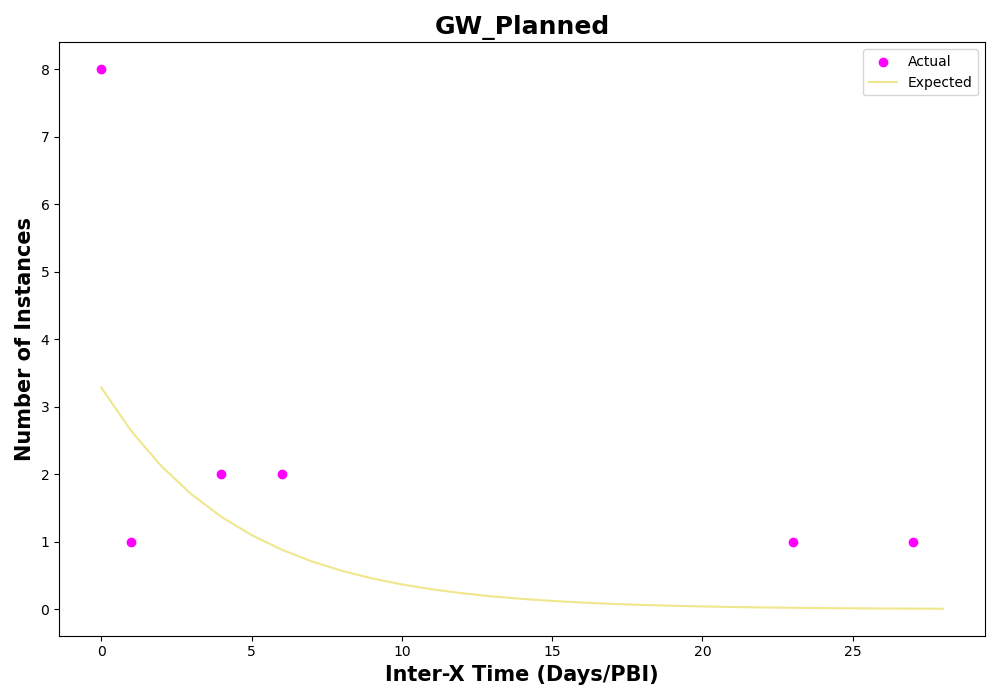 GW_Planned
Actual
Expected
Number of Instances
8
7
6
5
4
3
2
1
0
0 5 10 15 20 25
Inter-X Time (Days/PBI)